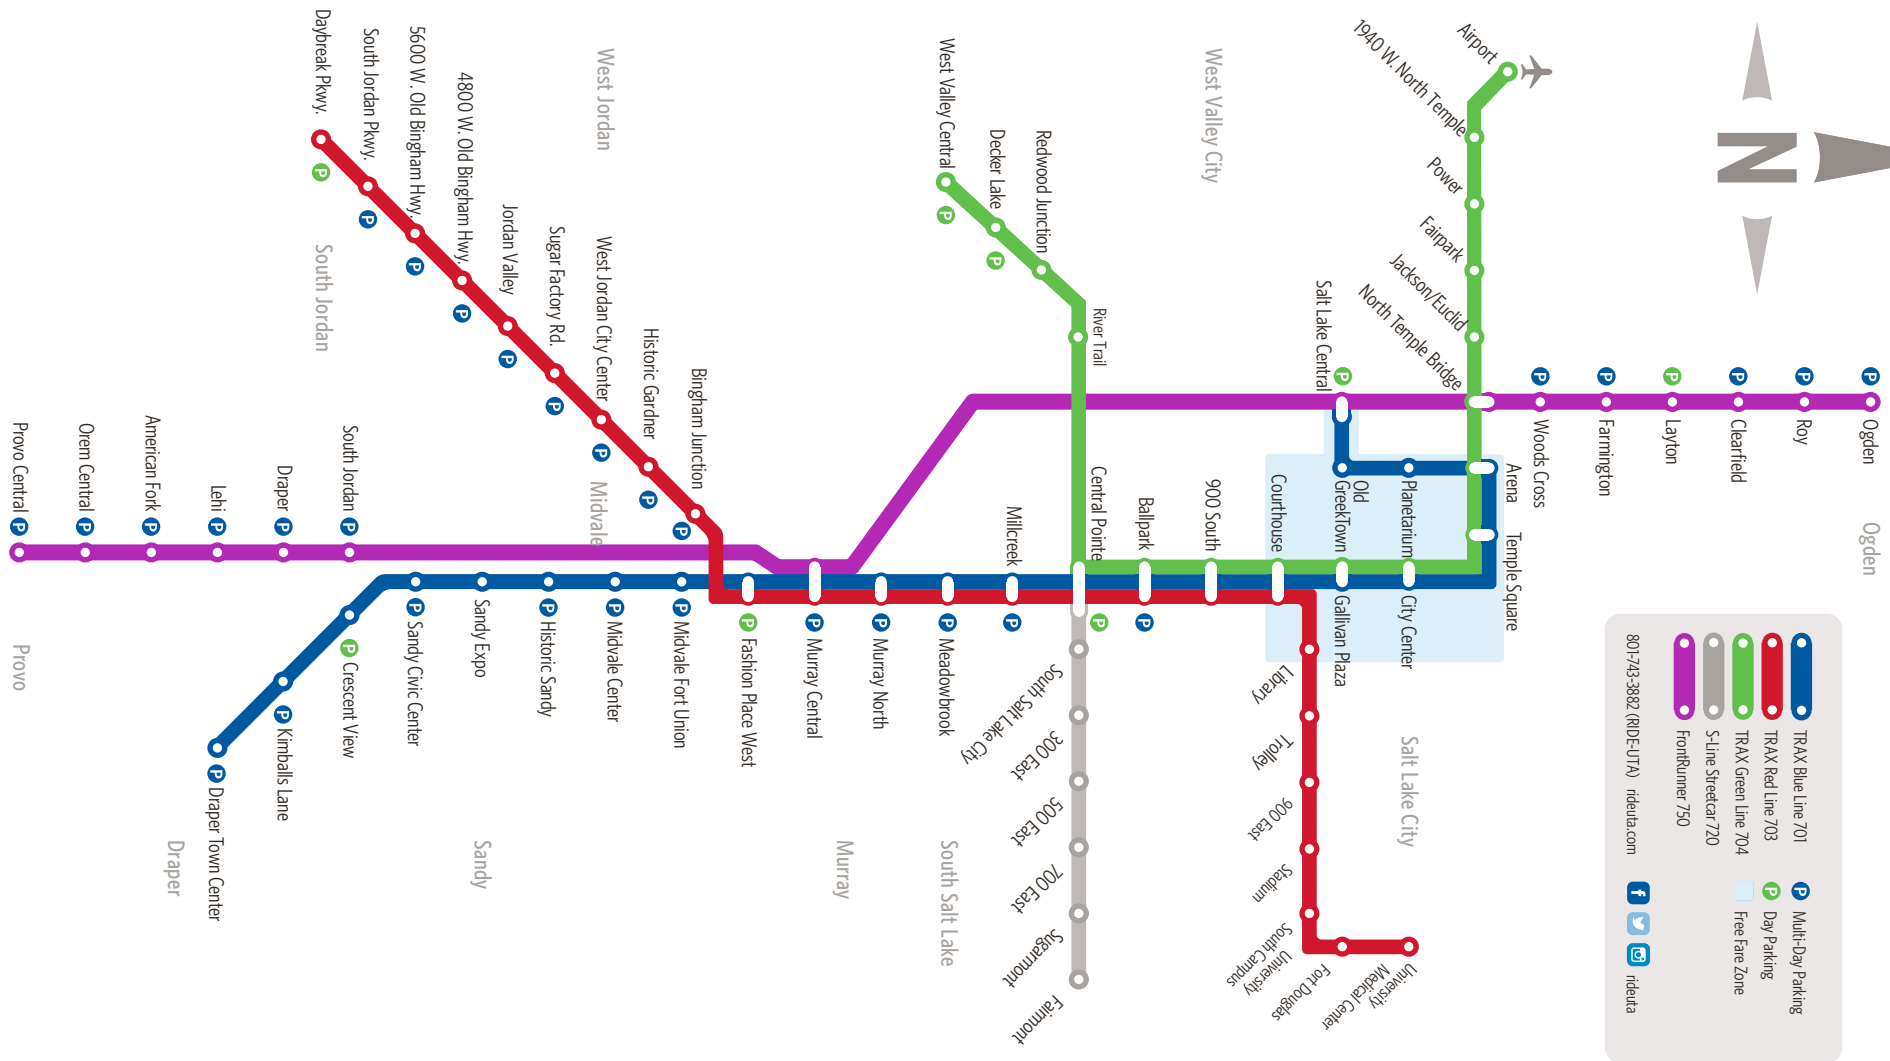 Airport
1940 W. North Temple
Power
Fairpark
Jackson/Euclid
North Temple Bridge
N
West Valley City
West Jordan
South Jordan
Midvale
Daybreak Pkwy.
South Jordan Pkwy.
5600 W. Old Bingham Hwy.
4800 W. Old Bingham Hwy.
Jordan Valley
Sugar Factory Rd.
West Jordan City Center
Historic Gardner
Bingham Junction
West Valley Central
Decker Lake
Redwood Junction
River Trail
Central Pointe
Salt Lake Central
Old
GreekTown
Planetarium
Arena
Temple Square
City Center
Gallivan Plaza
Courthouse
900 South
Ballpark
Millcreek
Meadowbrook
Murray North
Murray Central
Fashion Place West
Midvale Fort Union
Midvale Center
Historic Sandy
Sandy Expo
Sandy Civic Center
Crescent View
Kimballs Lane
Draper Town Center
Ogden
Roy
Clearfield
Layton
Farmington
Woods Cross
South Jordan
Draper
Lehi
American Fork
Orem Central
Provo Central
Library
Trolley
900 East
Stadium
University
South Campus
Fort Douglas
University
Medical Center
South Salt Lake City
300 East
500 East
700 East
Sugarmont
Fairmont
Ogden
Salt Lake City
South Salt Lake
Murray
Sandy
Draper
Provo
TRAX Blue Line 701
TRAX Red Line 703
TRAX Green Line 704
S-Line Streetcar 720
FrontRunner 750
P Multi-Day Parking
P Day Parking
Free Fare Zone
801-743-3882 (RIDE-UTA) rideuta.com
rideuta